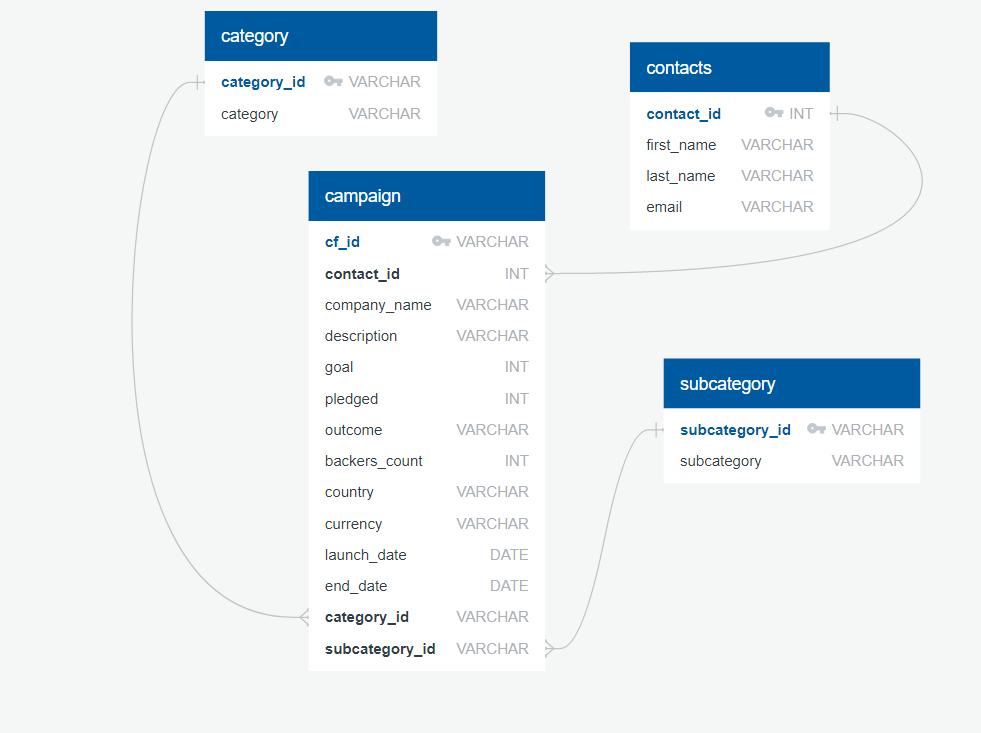 category
category_id VARCHAR
category VARCHAR
contacts
contact_id INT
first_name VARCHAR
last_name VARCHAR
email VARCHAR
campaign
cf_id VARCHAR
contact_id INT
company_name VARCHAR
description VARCHAR
goal INT
pledged INT
outcome VARCHAR
backers_count INT
country VARCHAR
currency VARCHAR
launch_date DATE
end_date DATE
category_id VARCHAR
subcategory_id VARCHAR
subcategory
subcategory_id VARCHAR
subcategory VARCHAR